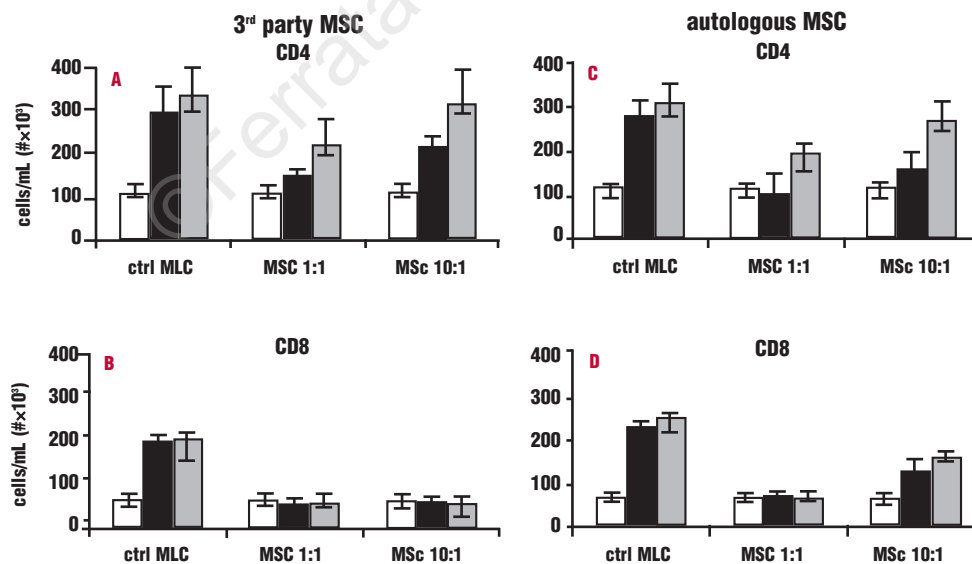 3rd party MSC
CD4
A
400
300
200
100
0
cells/mL (#×10³)
ctrl MLC MSC 1:1 MSc 10:1
autologous MSC
CD4
C
400
300
200
100
0
ctrl MLC MSC 1:1 MSc 10:1
CD8
B
400
300
200
100
0
cells/mL (#×10³)
ctrl MLC MSC 1:1 MSc 10:1
CD8
D
400
300
200
100
0
ctrl MLC MSC 1:1 MSc 10:1
©Ferrata